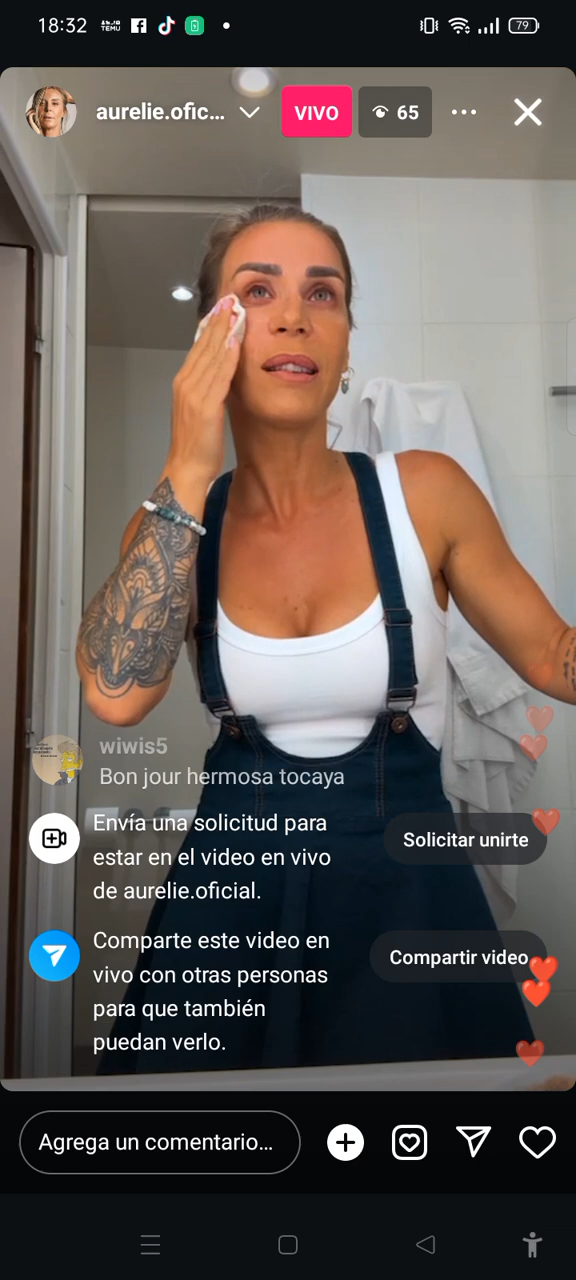 18:32
TEMU
79
aurelie.ofic...
VIVO
65
wiwis5
Bon jour hermosa tocaya
Envía una solicitud para
estar en el video en vivo
de aurelie.oficial.
Solicitar unirte
Comparte este video en
vivo con otras personas
para que también
puedan verlo.
Compartir video
Agrega un comentario...